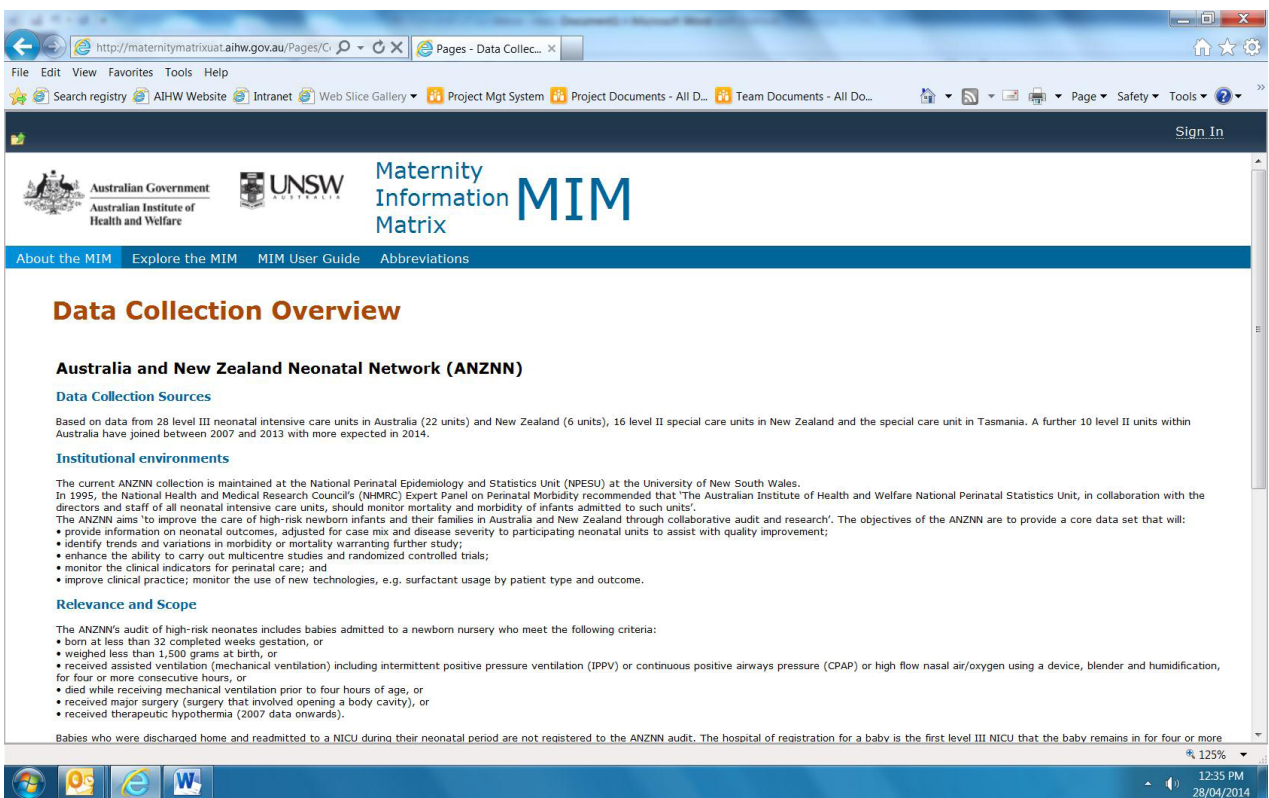 http://maternitymatrixuat.aihw.gov.au/Pages/C
Pages - Data Collec...
File Edit View Favorites Tools Help
Search registry AIHW Website Intranet Web Slice Gallery Project Mgt System Project Documents - All D... Team Documents - All Do... Page Safety Tools
Sign In
Australian Government
Australian Institute of
Health and Welfare
UNSW
AUSTRALIA
Maternity
Information
Matrix
MIM
About the MIM Explore the MIM MIM User Guide Abbreviations
Data Collection Overview
Australia and New Zealand Neonatal Network (ANZNN)
Data Collection Sources
Based on data from 28 level III neonatal intensive care units in Australia (22 units) and New Zealand (6 units), 16 level II special care units in New Zealand and the special care unit in Tasmania. A further 10 level II units within
Australia have joined between 2007 and 2013 with more expected in 2014.
Institutional environments
The current ANZNN collection is maintained at the National Perinatal Epidemiology and Statistics Unit (NPESU) at the University of New South Wales.
In 1995, the National Health and Medical Research Council's (NHMRC) Expert Panel on Perinatal Morbidity recommended that 'The Australian Institute of Health and Welfare National Perinatal Statistics Unit, in collaboration with the
directors and staff of all neonatal intensive care units, should monitor mortality and morbidity of infants admitted to such units'.
The ANZNN aims 'to improve the care of high-risk newborn infants and their families in Australia and New Zealand through collaborative audit and research'. The objectives of the ANZNN are to provide a core data set that will:
• provide information on neonatal outcomes, adjusted for case mix and disease severity to participating neonatal units to assist with quality improvement;
• identify trends and variations in morbidity or mortality warranting further study;
• enhance the ability to carry out multicentre studies and randomized controlled trials;
• monitor the clinical indicators for perinatal care; and
• improve clinical practice; monitor the use of new technologies, e.g. surfactant usage by patient type and outcome.
Relevance and Scope
The ANZNN's audit of high-risk neonates includes babies admitted to a newborn nursery who meet the following criteria:
• born at less than 32 completed weeks gestation, or
• weighed less than 1,500 grams at birth, or
• received assisted ventilation (mechanical ventilation) including intermittent positive pressure ventilation (IPPV) or continuous positive airways pressure (CPAP) or high flow nasal air/oxygen using a device, blender and humidification,
for four or more consecutive hours, or
• died while receiving mechanical ventilation prior to four hours of age, or
• received major surgery (surgery that involved opening a body cavity), or
• received therapeutic hypothermia (2007 data onwards).
Babies who were discharged home and readmitted to a NICU during their neonatal period are not registered to the ANZNN audit. The hospital of registration for a baby is the first level III NICU that the baby remains in for four or more
125%
12:35 PM
28/04/2014